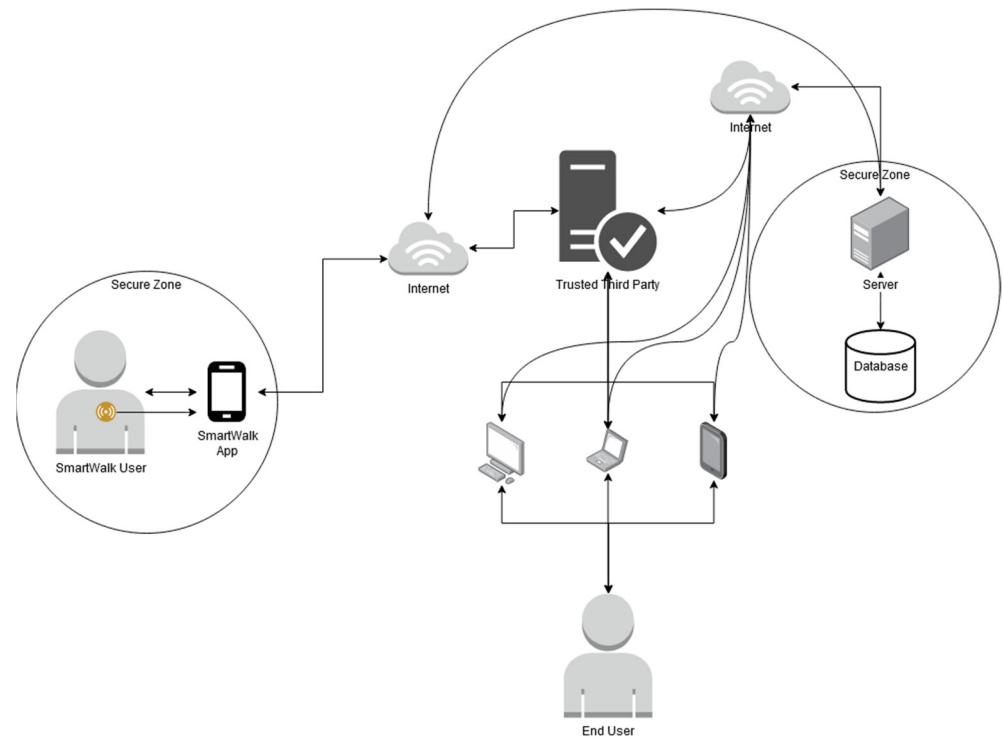 Internet
Secure Zone
Trusted Third Party
Server
Internet
Secure Zone
Database
SmartWalk
App
SmartWalk User
End User